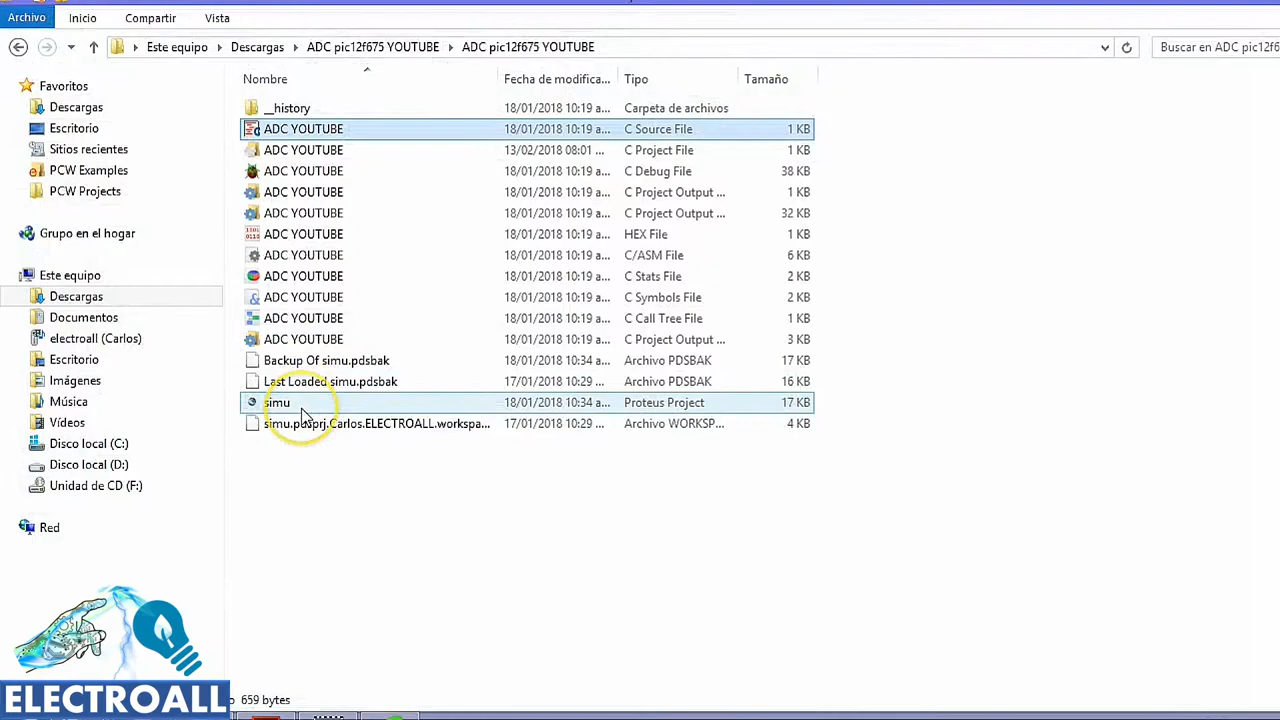 Archivo Inicio Compartir Vista
Este equipo Descargas ADC pic12f675 YOUTUBE ADC pic12f675 YOUTUBE Buscar en ADC pic12f6
Nombre Fecha de modifica... Tipo Tamaño
Favoritos
Descargas
Escritorio
Sitios recientes
PCW Examples
PCW Projects
Grupo en el hogar
Este equipo
Descargas
Documentos
electroall (Carlos)
Escritorio
Imágenes
Música
Vídeos
Disco local (C:)
Disco local (D:)
Unidad de CD (F:)
Red
__history 18/01/2018 10:19 a... Carpeta de archivos
ADC YOUTUBE 18/01/2018 10:19 a... C Source File 1 KB
ADC YOUTUBE 13/02/2018 08:01 ... C Project File 1 KB
ADC YOUTUBE 18/01/2018 10:19 a... C Debug File 38 KB
ADC YOUTUBE 18/01/2018 10:19 a... C Project Output ... 1 KB
ADC YOUTUBE 18/01/2018 10:19 a... C Project Output ... 32 KB
ADC YOUTUBE 18/01/2018 10:19 a... HEX File 1 KB
ADC YOUTUBE 18/01/2018 10:19 a... C/ASM File 6 KB
ADC YOUTUBE 18/01/2018 10:19 a... C Stats File 2 KB
ADC YOUTUBE 18/01/2018 10:19 a... C Symbols File 2 KB
ADC YOUTUBE 18/01/2018 10:19 a... C Call Tree File 1 KB
ADC YOUTUBE 18/01/2018 10:19 a... C Project Output ... 3 KB
Backup Of simu.pdsbak 18/01/2018 10:34 a... Archivo PDSBAK 17 KB
Last Loaded simu.pdsbak 17/01/2018 10:29 ... Archivo PDSBAK 16 KB
simu 18/01/2018 10:34 a... Proteus Project 17 KB
simu.pdsprj.Carlos.ELECTROALL.workspa... 17/01/2018 10:29 ... Archivo WORKSP... 4 KB
659 bytes
ELECTROALL